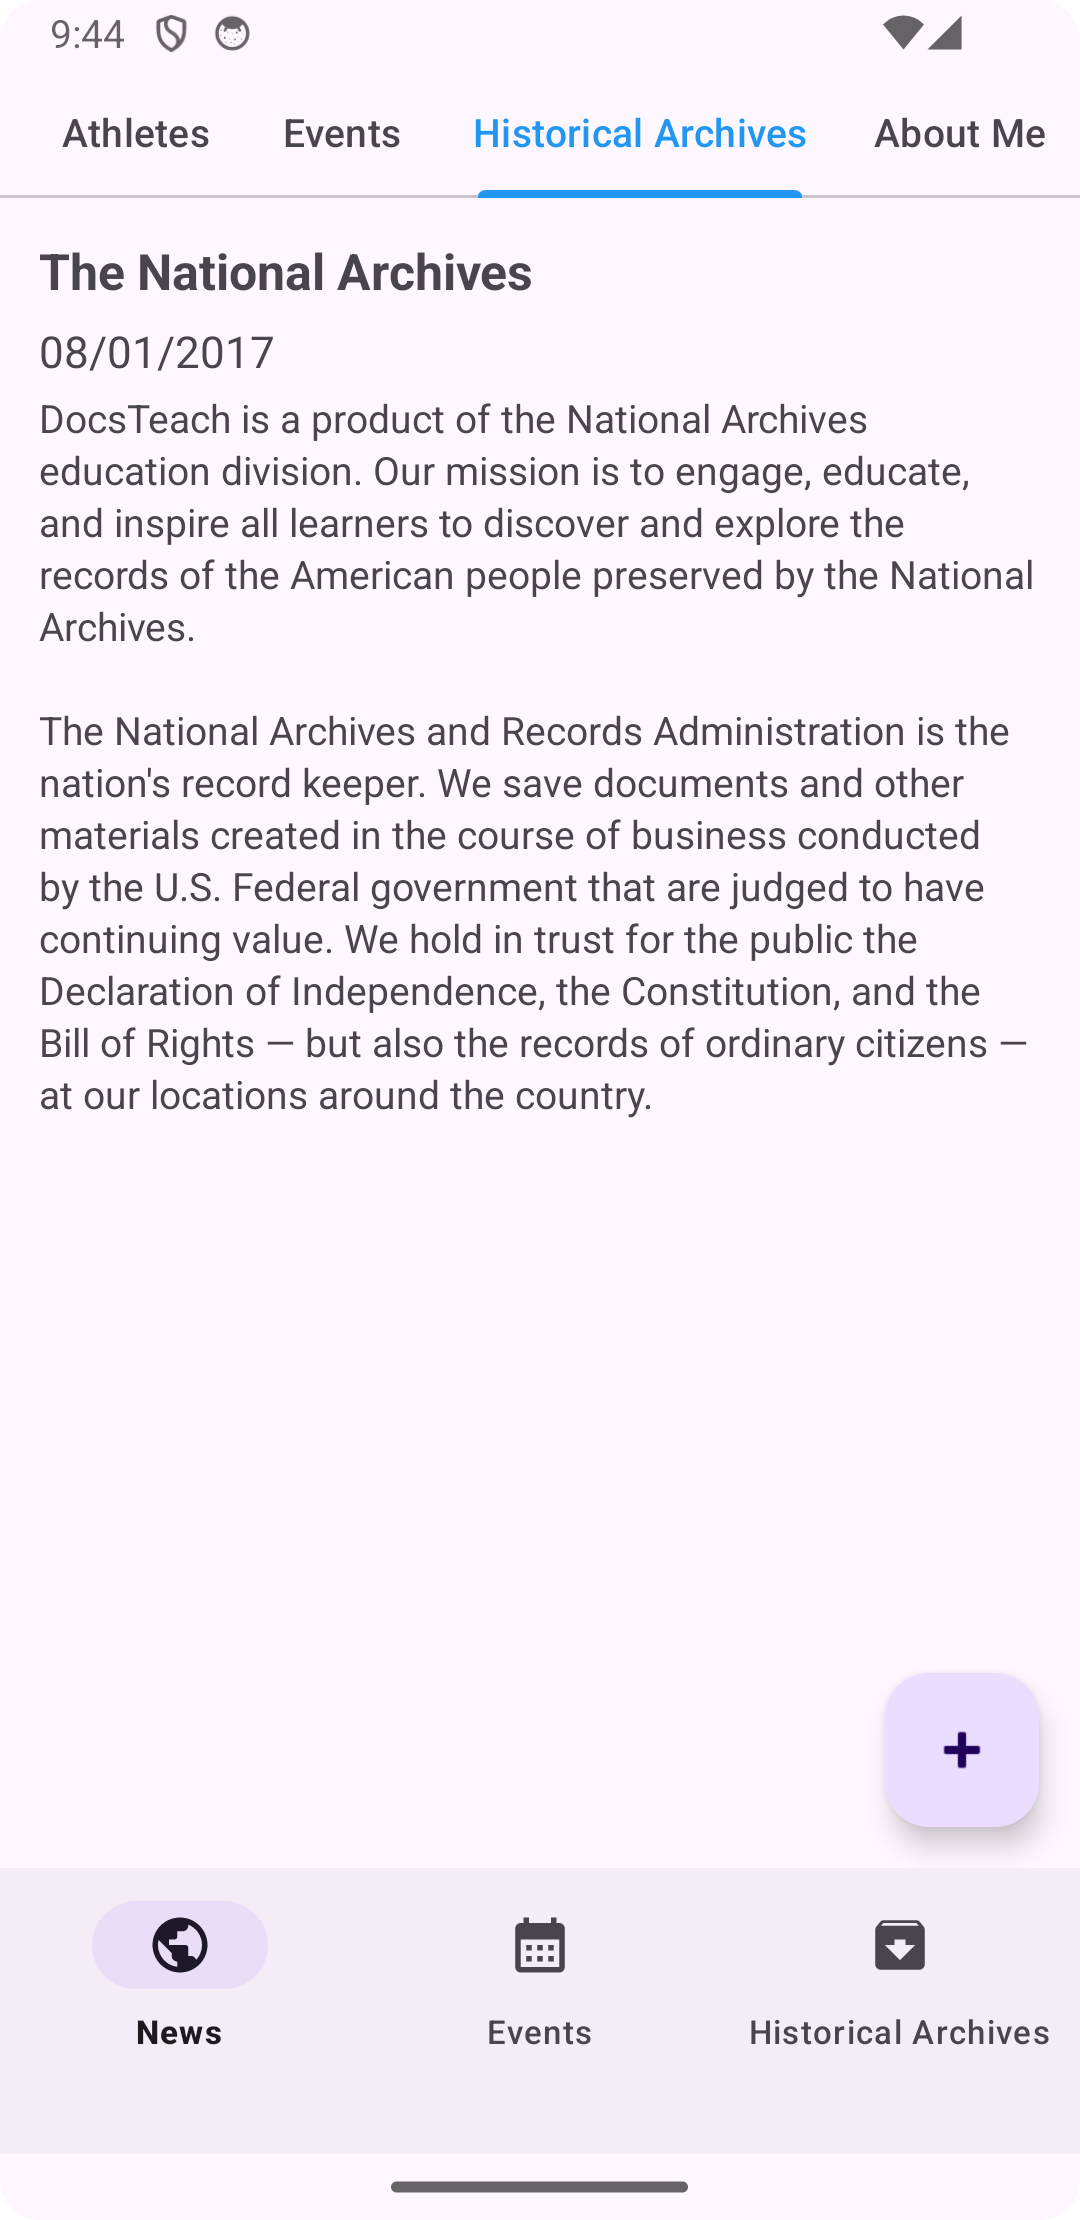 9:44
Athletes Events Historical Archives About Me
The National Archives
08/01/2017
DocsTeach is a product of the National Archives
education division. Our mission is to engage, educate,
and inspire all learners to discover and explore the
records of the American people preserved by the National
Archives.
The National Archives and Records Administration is the
nation's record keeper. We save documents and other
materials created in the course of business conducted
by the U.S. Federal government that are judged to have
continuing value. We hold in trust for the public the
Declaration of Independence, the Constitution, and the
Bill of Rights — but also the records of ordinary citizens —
at our locations around the country.
News Events Historical Archives